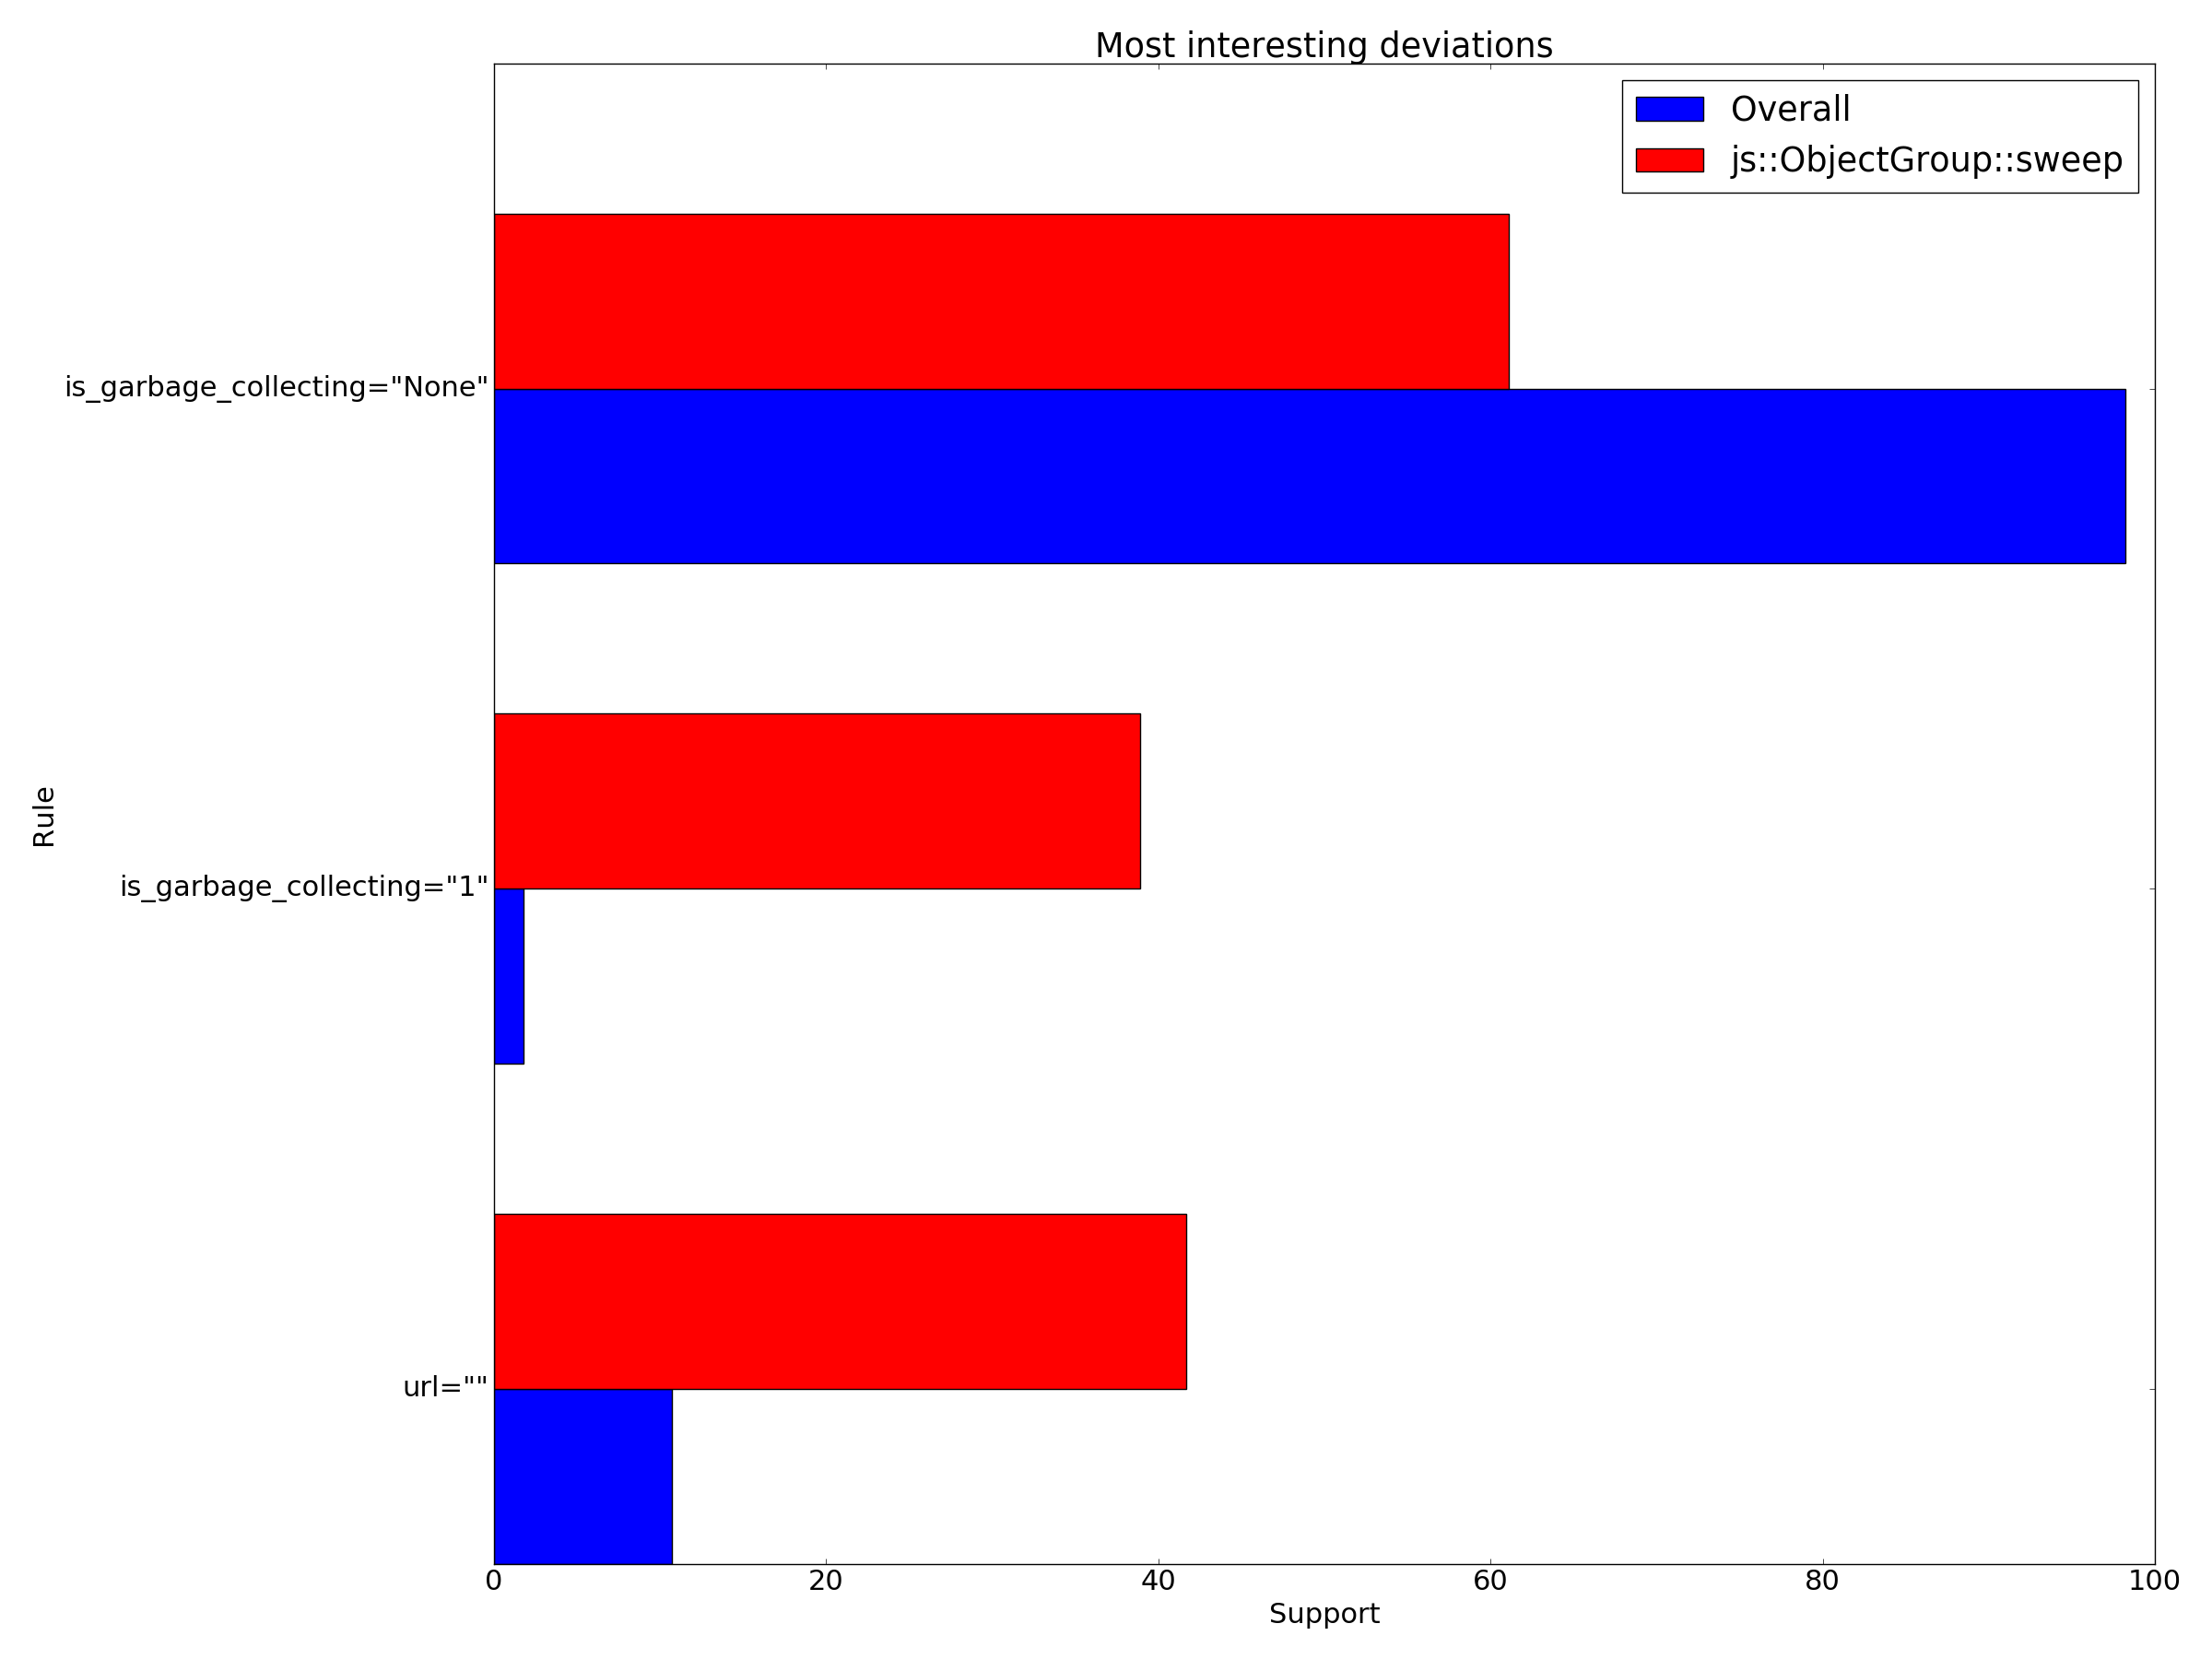 Most interesting deviations
Overall
js::ObjectGroup::sweep
is_garbage_collecting="None"
is_garbage_collecting="1"
url=""
Rule
0 20 40 60 80 100
Support